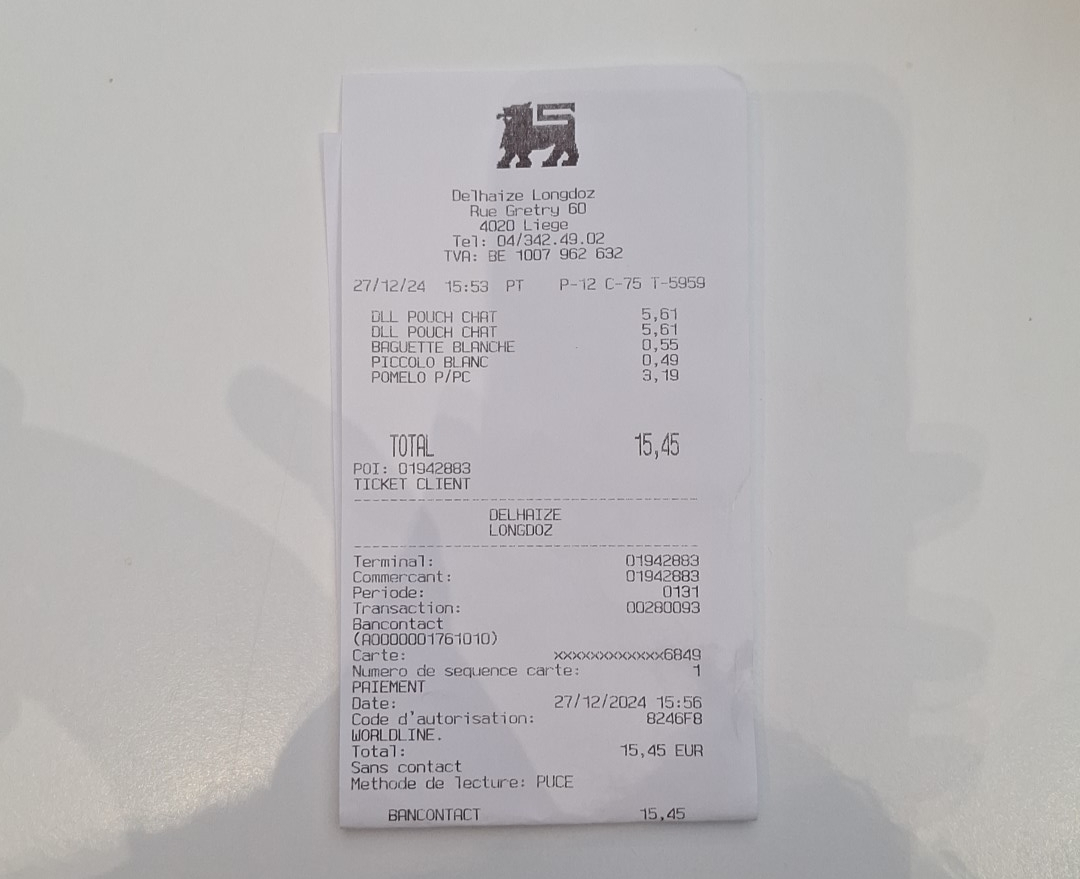 Delhaize Longdoz
Rue Gretry 60
4020 Liege
Tel: 04/342.49.02
TVA: BE 1007 962 632
27/12/24 15:53 PT P-12 C-75 T-5959
DLL POUCH CHAT 5,61
DLL POUCH CHAT 5,61
BAGUETTE BLANCHE 0,55
PICCOLO BLANC 0,49
POMELO P/PC 3,19
TOTAL 15,45
POI: 01942883
TICKET CLIENT
DELHAIZE
LONGDOZ
Terminal: 01942883
Commercant: 01942883
Periode: 0131
Transaction: 00280093
Bancontact
(A0000001761010)
Carte: xxxxxxxxxxxxx6849
Numero de sequence carte: 1
PAIEMENT
Date: 27/12/2024 15:56
Code d'autorisation: 8246F8
WORLDLINE.
Total: 15,45 EUR
Sans contact
Methode de lecture: PUCE
BANCONTACT 15,45